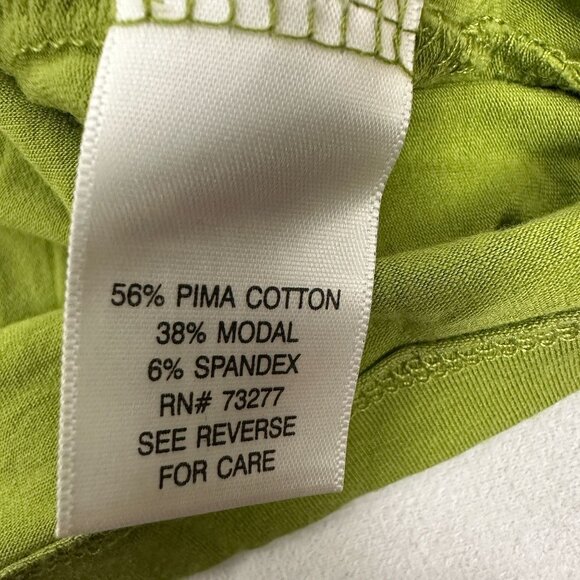 56% PIMA COTTON
38% MODAL
6% SPANDEX
RN# 73277
SEE REVERSE
FOR CARE